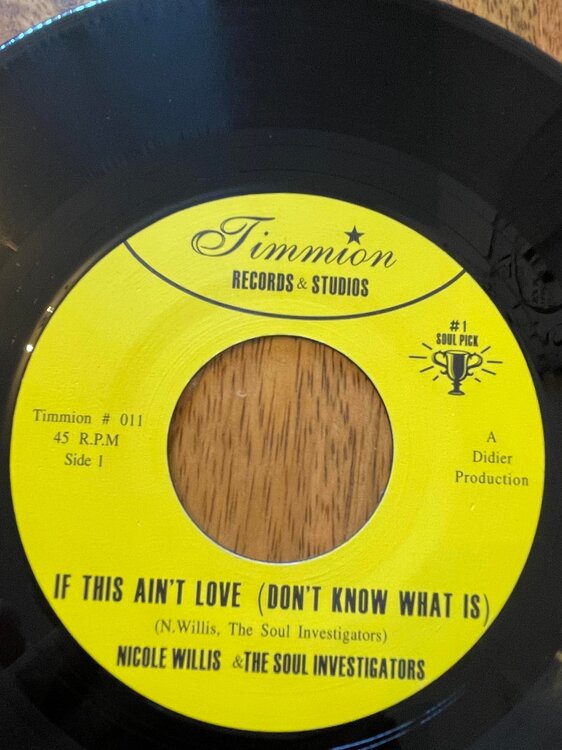 Timmion
RECORDS & STUDIOS
#1
SOUL PICK
Timmion # 011
45 R.P.M
Side 1
A
Didier
Production
IF THIS AIN'T LOVE (DON'T KNOW WHAT IS)
(N.Willis, The Soul Investigators)
NICOLE WILLIS & THE SOUL INVESTIGATORS